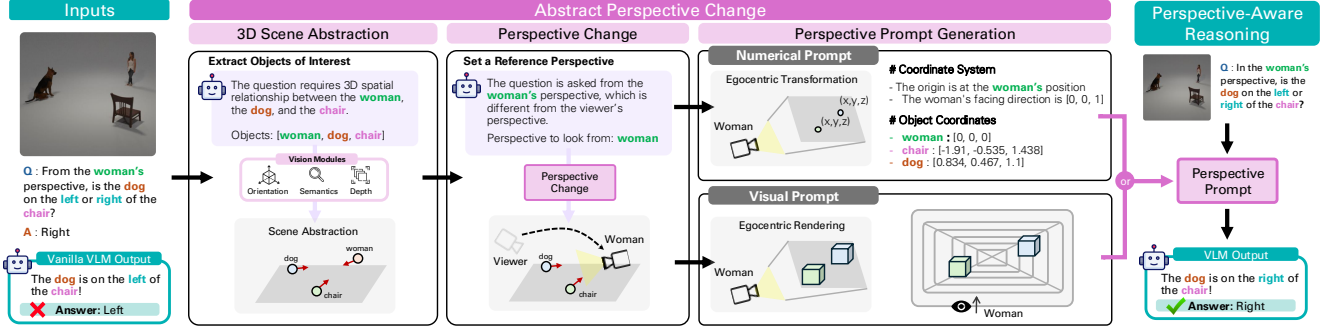 Inputs
Q : From the woman's
perspective, is the dog
on the left or right of the
chair?
A : Right
Vanilla VLM Output
The dog is on the left of
the chair!
Answer: Left
Abstract Perspective Change
3D Scene Abstraction
Extract Objects of Interest
The question requires 3D spatial
relationship between the woman,
the dog, and the chair.
Objects: [woman, dog, chair]
Vision Modules
Orientation Semantics Depth
Scene Abstraction
woman
dog
chair
Perspective Change
Set a Reference Perspective
The question is asked from the
woman's perspective, which is
different from the viewer's
perspective.
Perspective to look from: woman
Perspective
Change
Woman
Viewer
dog
chair
Perspective Prompt Generation
Numerical Prompt
Egocentric Transformation
(x,y,z)
(x,y,z)
Woman
# Coordinate System
- The origin is at the woman's position
- The woman's facing direction is [0, 0, 1]
# Object Coordinates
- woman : [0, 0, 0]
- chair : [-1.91, -0.535, 1.438]
- dog : [0.834, 0.467, 1.1]
Visual Prompt
Egocentric Rendering
Woman
Woman
or
Perspective-Aware
Reasoning
Q : In the woman's
perspective, is the
dog on the left or
right of the chair?
Perspective
Prompt
VLM Output
The dog is on the right of
the chair!
Answer: Right